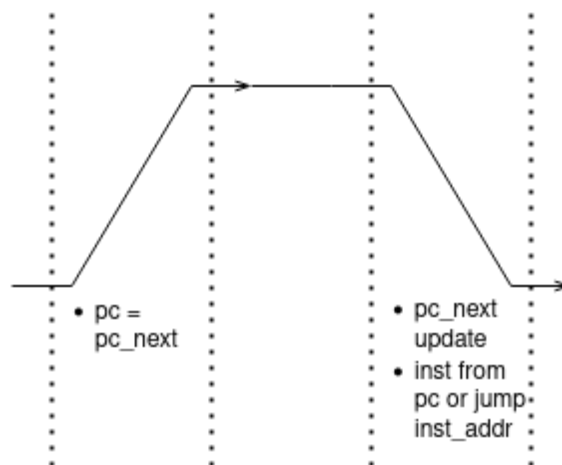 • pc =
pc_next
• pc_next
update
• inst from
pc or jump
inst_addr